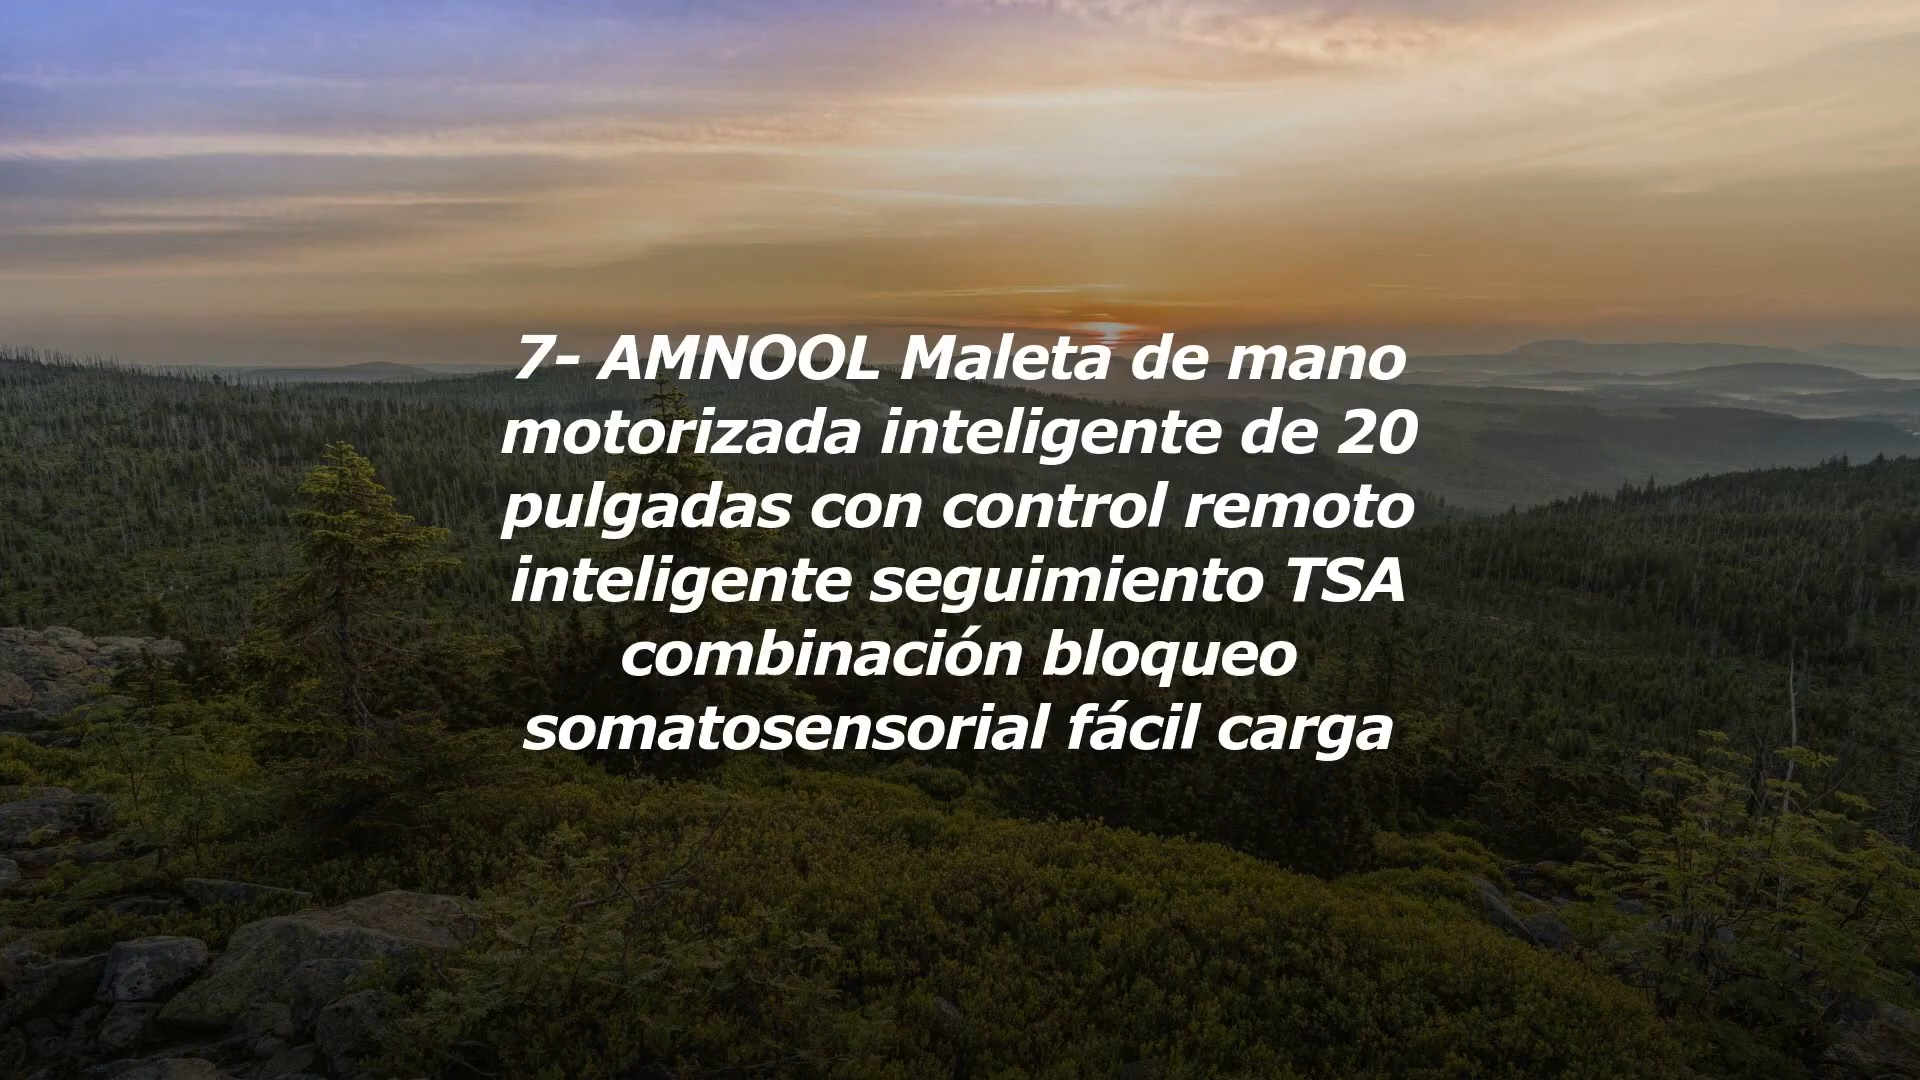 7- AMNOOL Maleta de mano
motorizada inteligente de 20
pulgadas con control remoto
inteligente seguimiento TSA
combinación bloqueo
somatosensorial fácil carga